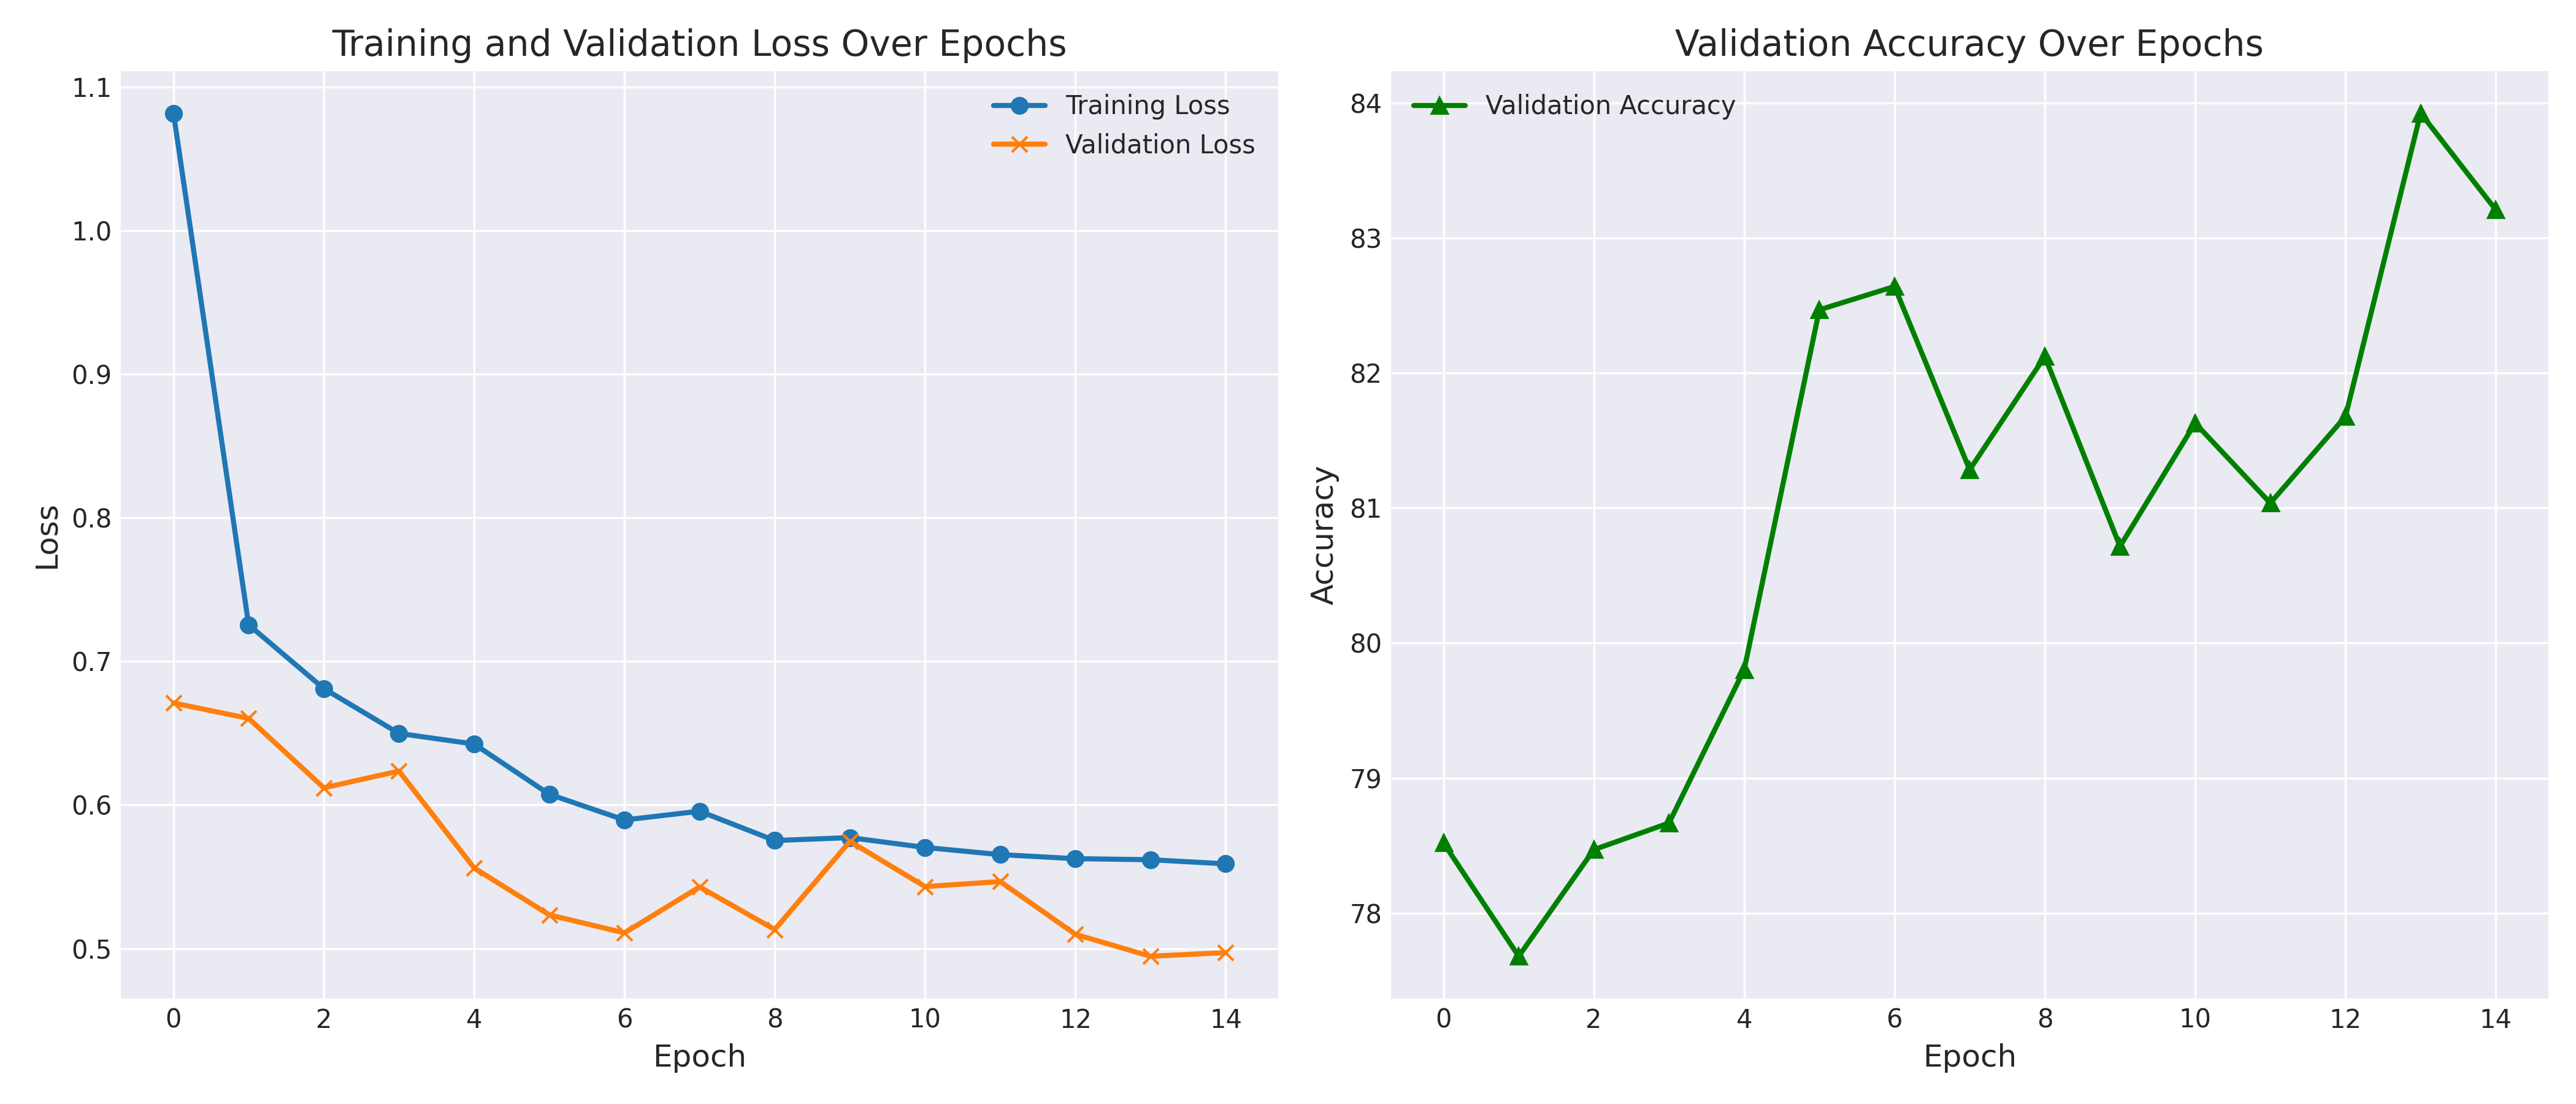 Training and Validation Loss Over Epochs
Training Loss
Validation Loss
1.1
1.0
0.9
0.8
0.7
0.6
0.5
Loss
0 2 4 6 8 10 12 14
Epoch
Validation Accuracy Over Epochs
Validation Accuracy
84
83
82
81
80
79
78
Accuracy
0 2 4 6 8 10 12 14
Epoch